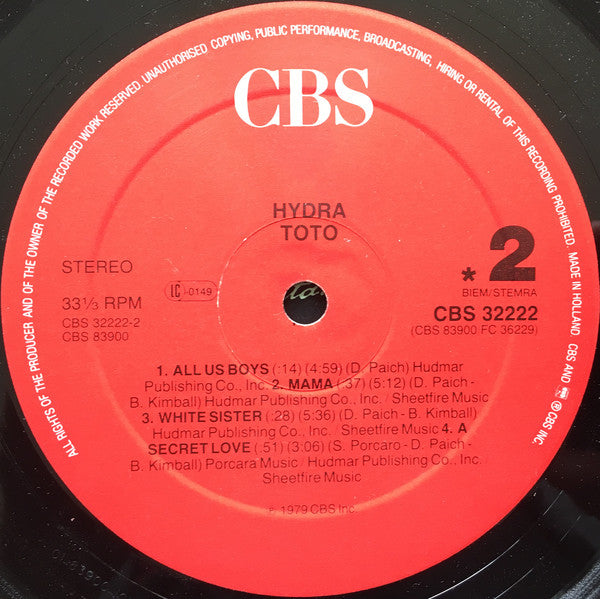 ALL RIGHTS OF THE PRODUCER AND OF THE OWNER OF THE RECORDED WORK RESERVED. UNAUTHORISED COPYING, PUBLIC PERFORMANCE, BROADCASTING, HIRING OR RENTAL OF THIS RECORDING PROHIBITED. MADE IN HOLLAND CBS AND ® CBS INC.
CBS
HYDRA
TOTO
STEREO
33⅓ RPM
CBS 32222-2
CBS 83900
LC-0149
* 2
BIEM/STEMRA
CBS 32222
(CBS 83900 FC 36229)
1. ALL US BOYS (:14) (4:59) (D. Paich) Hudmar
Publishing Co., Inc. 2. MAMA (:37) (5:12) (D. Paich -
B. Kimball) Hudmar Publishing Co., Inc. / Sheetfire Music
3. WHITE SISTER (:28) (5:36) (D. Paich - B. Kimball)
Hudmar Publishing Co., Inc. / Sheetfire Music 4. A
SECRET LOVE (:51) (3:06) (S. Porcaro - D. Paich -
B. Kimball) Porcara Music / Hudmar Publishing Co., Inc. /
Sheetfire Music
℗ 1979 CBS Inc.